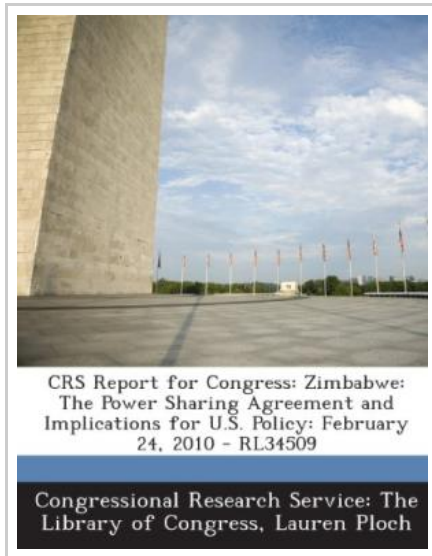 CRS Report for Congress: Zimbabwe:
The Power Sharing Agreement and
Implications for U.S. Policy: February
24, 2010 - RL34509
Congressional Research Service: The
Library of Congress, Lauren Ploch